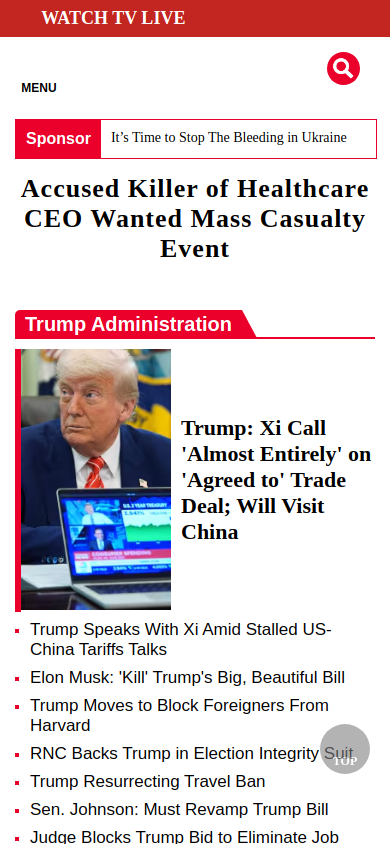 WATCH TV LIVE
MENU
Sponsor
It’s Time to Stop The Bleeding in Ukraine
Accused Killer of Healthcare
CEO Wanted Mass Casualty
Event
Trump Administration
Trump: Xi Call
'Almost Entirely' on
'Agreed to' Trade
Deal; Will Visit
China
Trump Speaks With Xi Amid Stalled US-
China Tariffs Talks
Elon Musk: 'Kill' Trump's Big, Beautiful Bill
Trump Moves to Block Foreigners From
Harvard
RNC Backs Trump in Election Integrity Suit
TOP
Trump Resurrecting Travel Ban
Sen. Johnson: Must Revamp Trump Bill
Judge Blocks Trump Bid to Eliminate Job